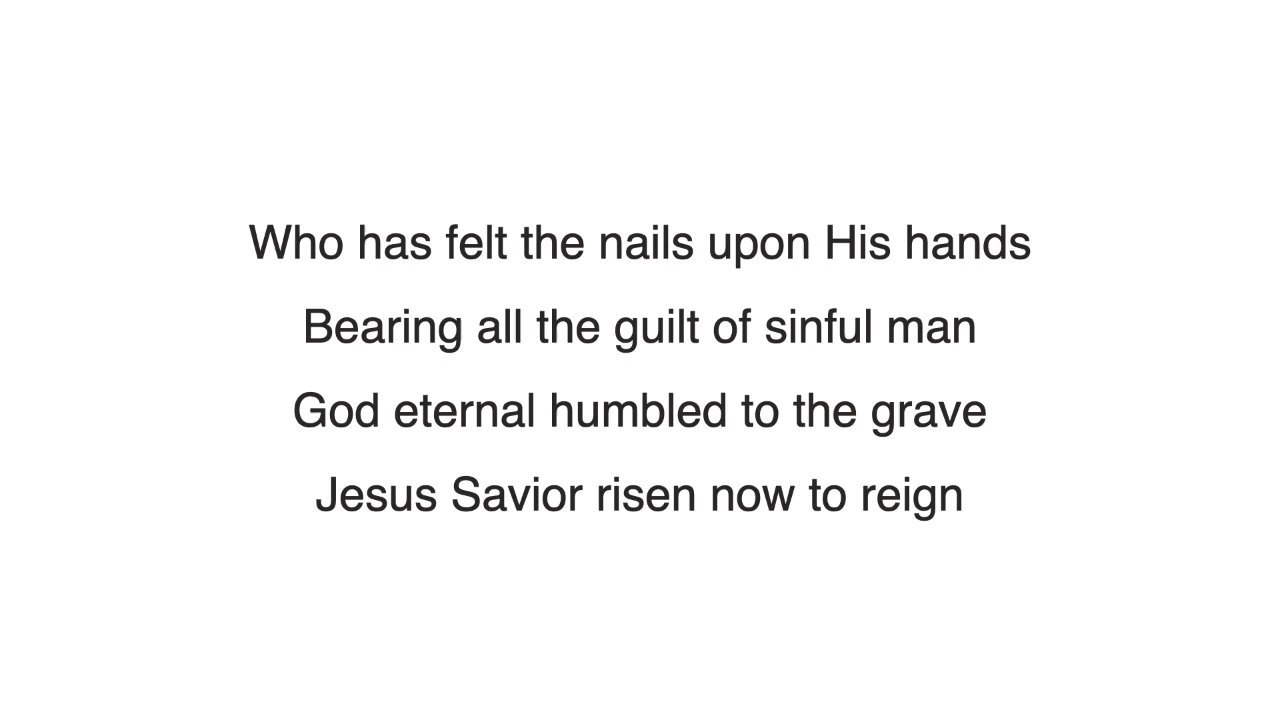 Who has felt the nails upon His hands
Bearing all the guilt of sinful man
God eternal humbled to the grave
Jesus Savior risen now to reign